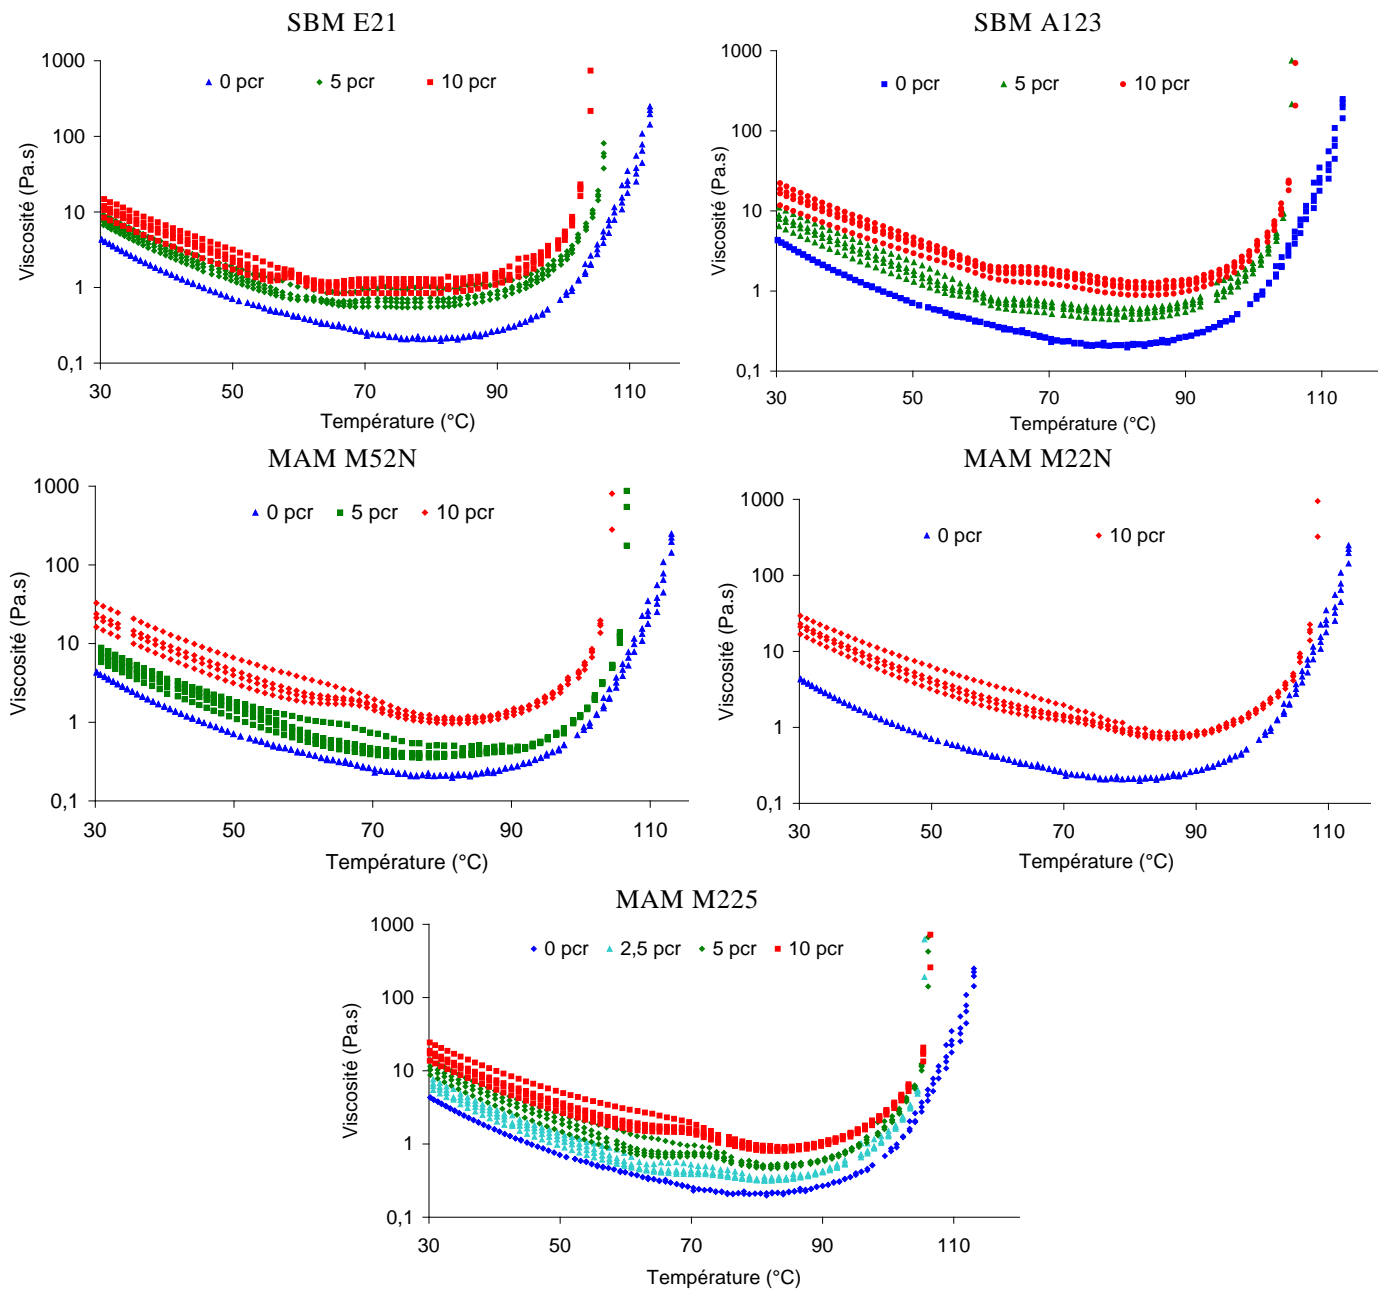 SBM E21
SBM A123
1000
100
10
1
0,1
Viscosité (Pa.s)
0 pcr 5 pcr 10 pcr
30 50 70 90 110
Température (°C)
1000
100
10
1
0,1
Viscosité (Pa.s)
0 pcr 5 pcr 10 pcr
30 50 70 90 110
Température (°C)
MAM M52N
MAM M22N
1000
100
10
1
0,1
Viscosité (Pa.s)
0 pcr 5 pcr 10 pcr
30 50 70 90 110
Température (°C)
1000
100
10
1
0,1
Viscosité (Pa.s)
0 pcr 10 pcr
30 50 70 90 110
Température (°C)
MAM M225
1000
100
10
1
0,1
Viscosité (Pa.s)
0 pcr 2,5 pcr 5 pcr 10 pcr
30 50 70 90 110
Température (°C)